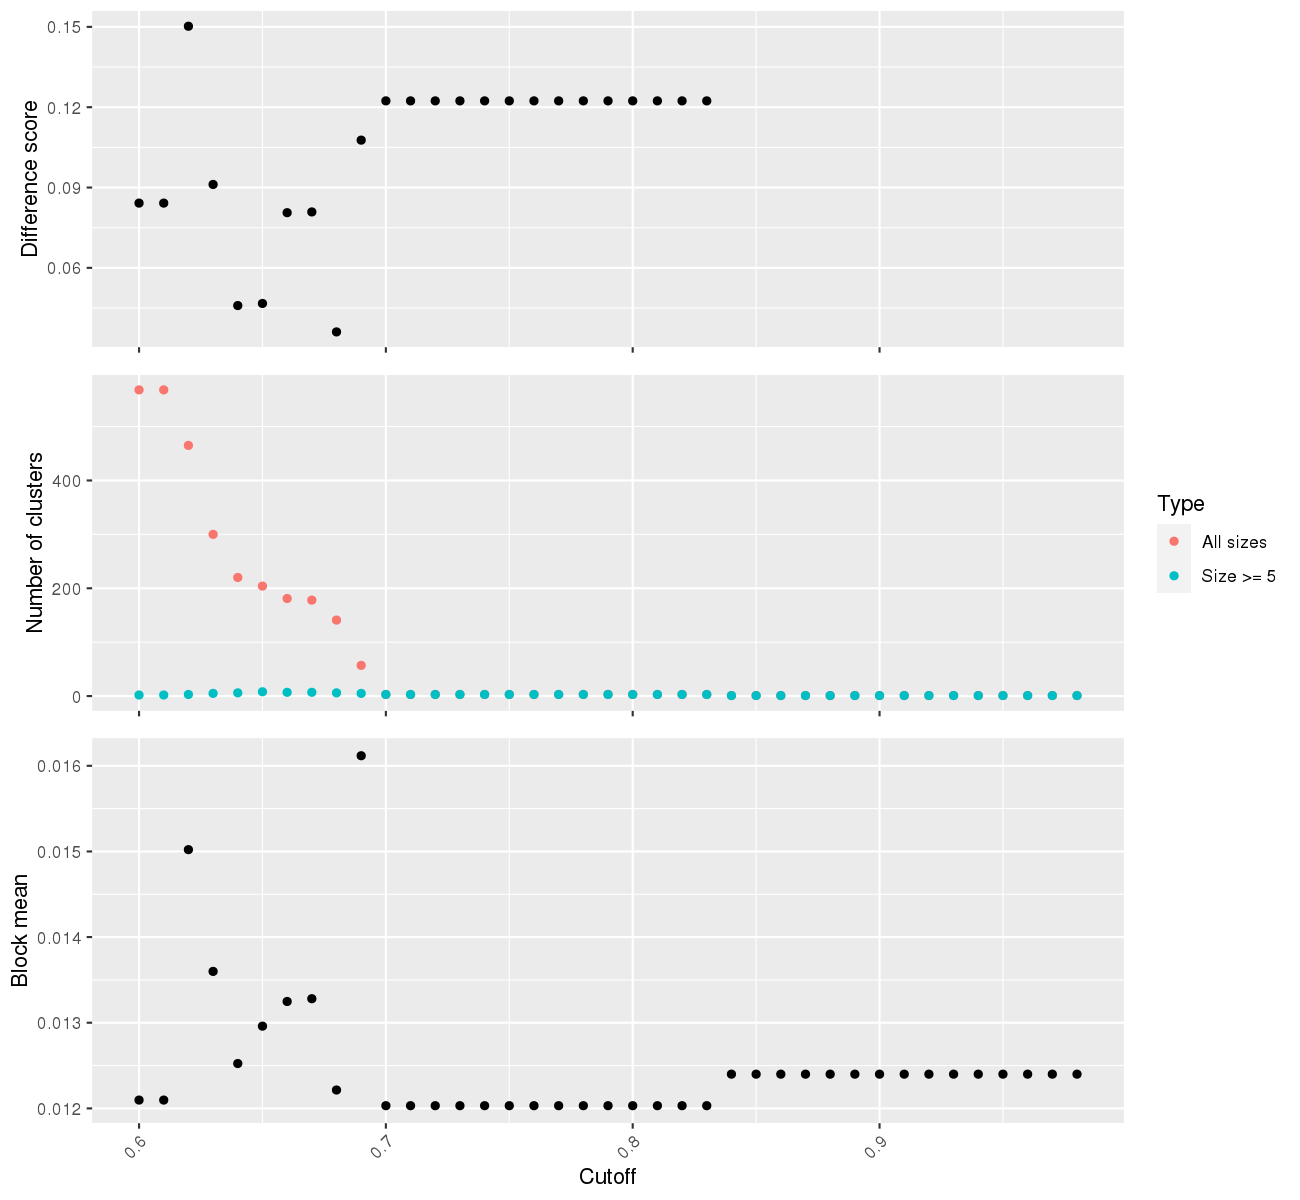 Difference score
0.15
0.12
0.09
0.06
Number of clusters
400
200
0
Type
All sizes
Size >= 5
Block mean
0.016
0.015
0.014
0.013
0.012
0.6 0.7 0.8 0.9
Cutoff